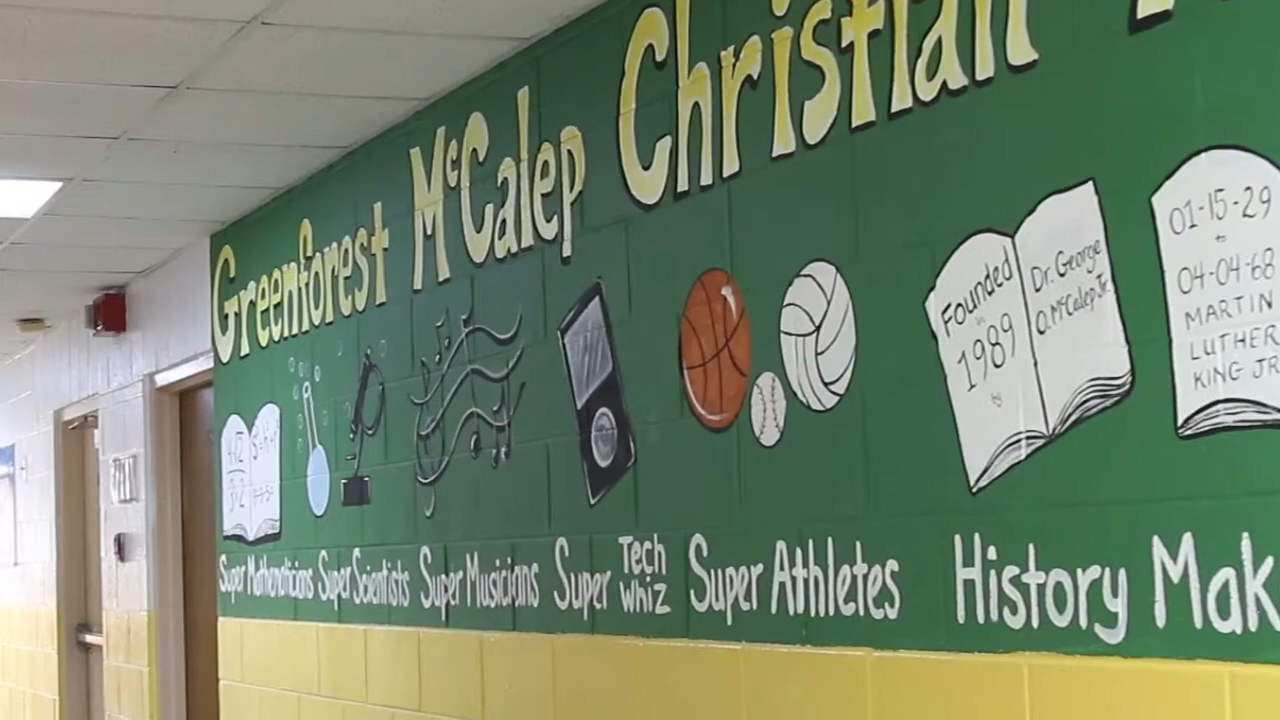 Greenforest McCalep Christian
Founded
in
1989
by
Dr. George
O. McCalep Jr.
01-15-29
to
04-04-68
MARTIN
LUTHER
KING JR
Super Mathematicians
Super Scientists
Super Musicians
Super Tech
Whiz
Super Athletes
History Mak